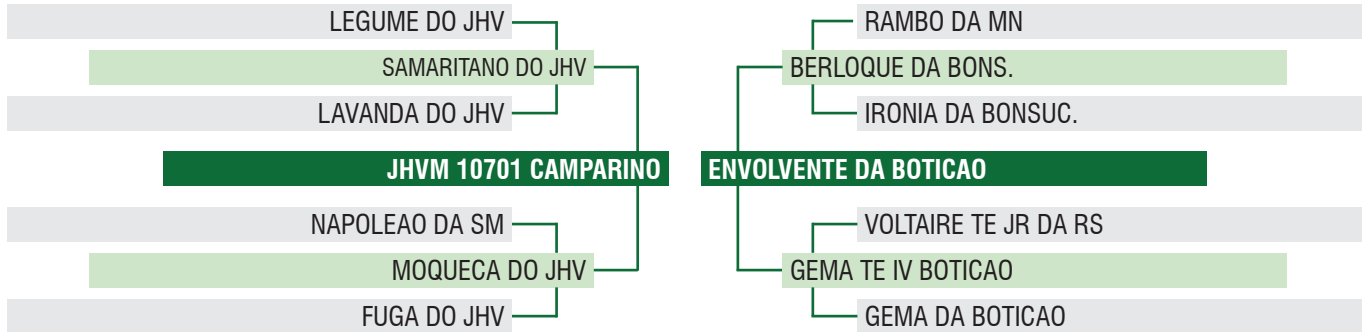 LEGUME DO JHV
SAMARITANO DO JHV
LAVANDA DO JHV
JHVM 10701 CAMPARINO
NAPOLEAO DA SM
MOQUECA DO JHV
FUGA DO JHV
RAMBO DA MN
BERLOQUE DA BONS.
IRONIA DA BONSUC.
ENVOLVENTE DA BOTICAO
VOLTAIRE TE JR DA RS
GEMA TE IV BOTICAO
GEMA DA BOTICAO